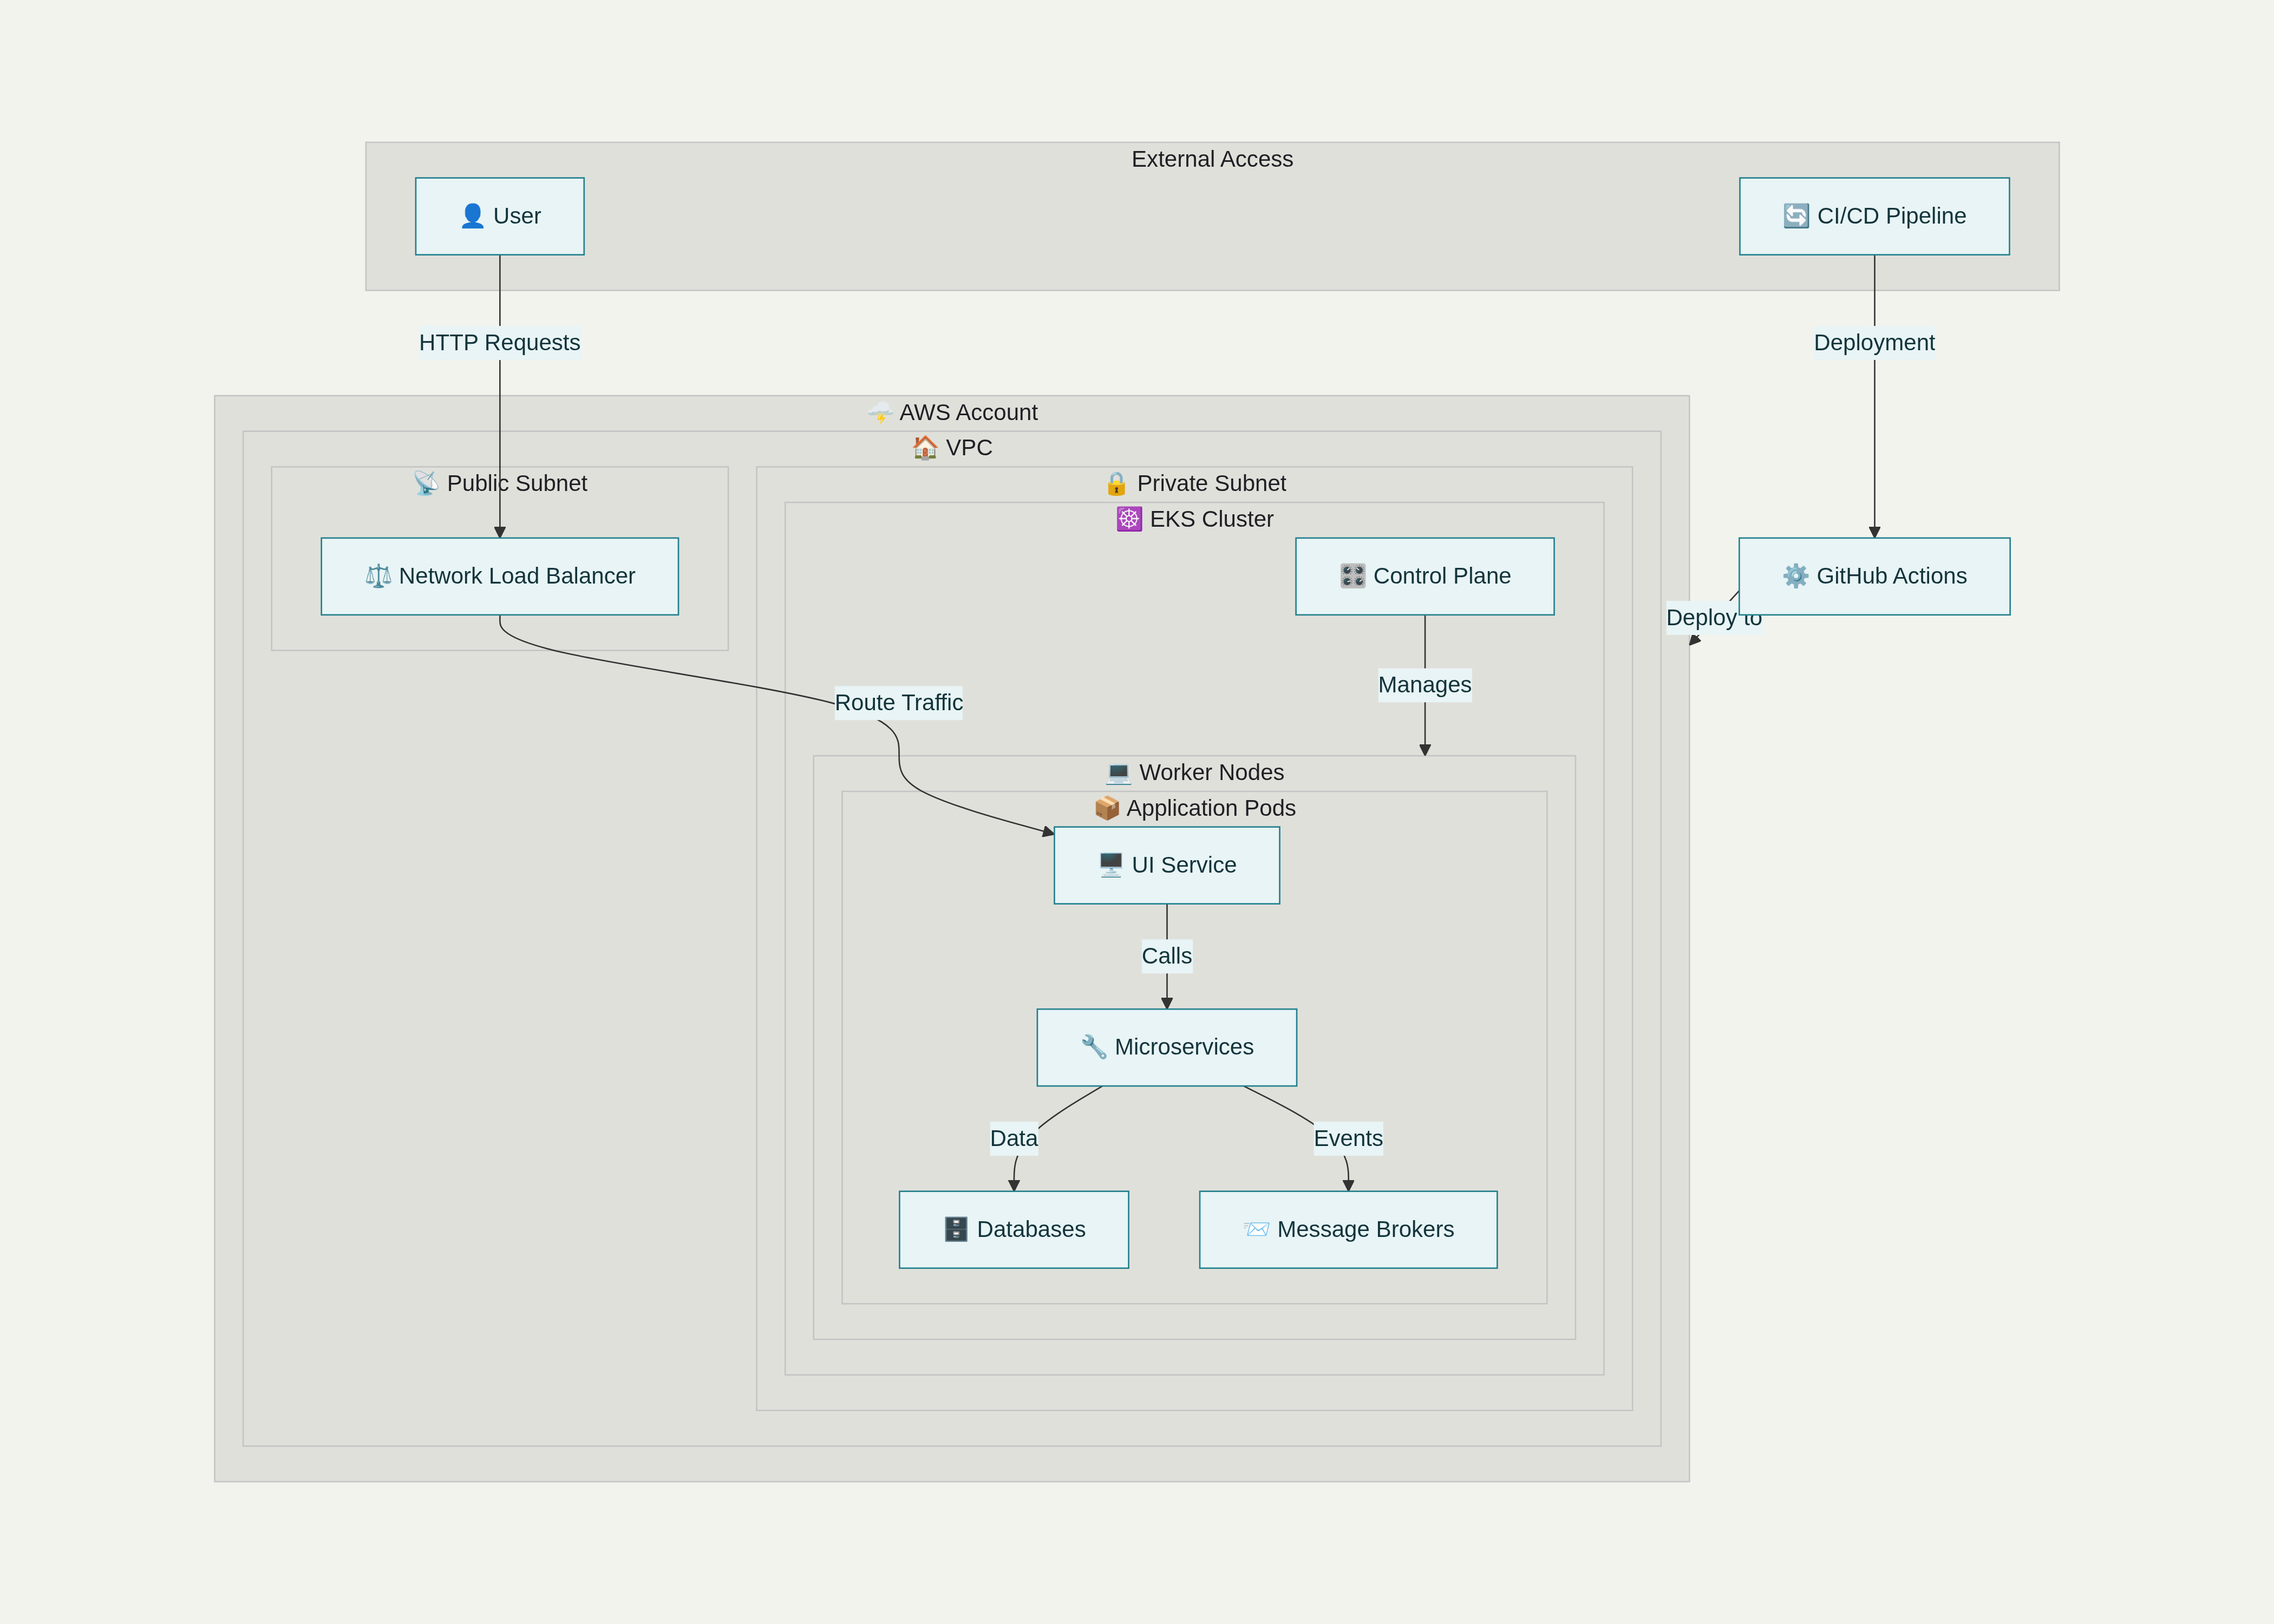 External Access
👤 User
🔄 CI/CD Pipeline
HTTP Requests
Deployment
🌩️ AWS Account
🏠 VPC
📡 Public Subnet
🔒 Private Subnet
☸️ EKS Cluster
⚖️ Network Load Balancer
🎛️ Control Plane
⚙️ GitHub Actions
Deploy to
Manages
Route Traffic
💻 Worker Nodes
📦 Application Pods
🖥️ UI Service
Calls
🔧 Microservices
Data
Events
🗄️ Databases
📨 Message Brokers